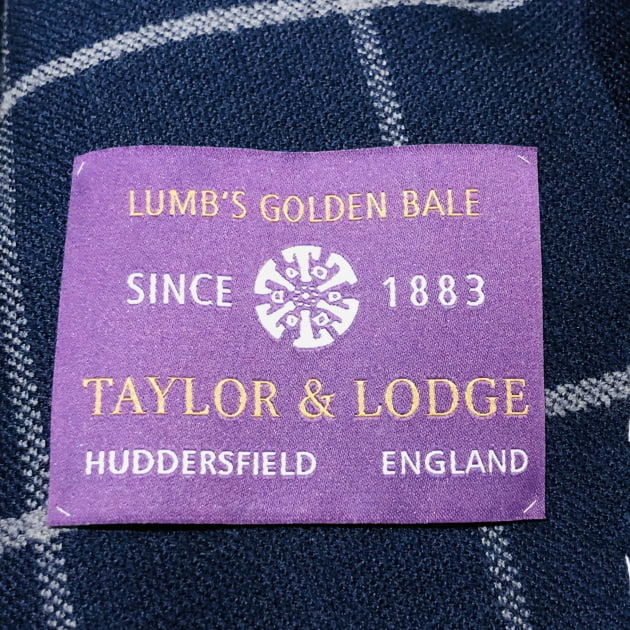 LUMB'S GOLDEN BALE
SINCE 1883
TAYLOR & LODGE
HUDDERSFIELD ENGLAND